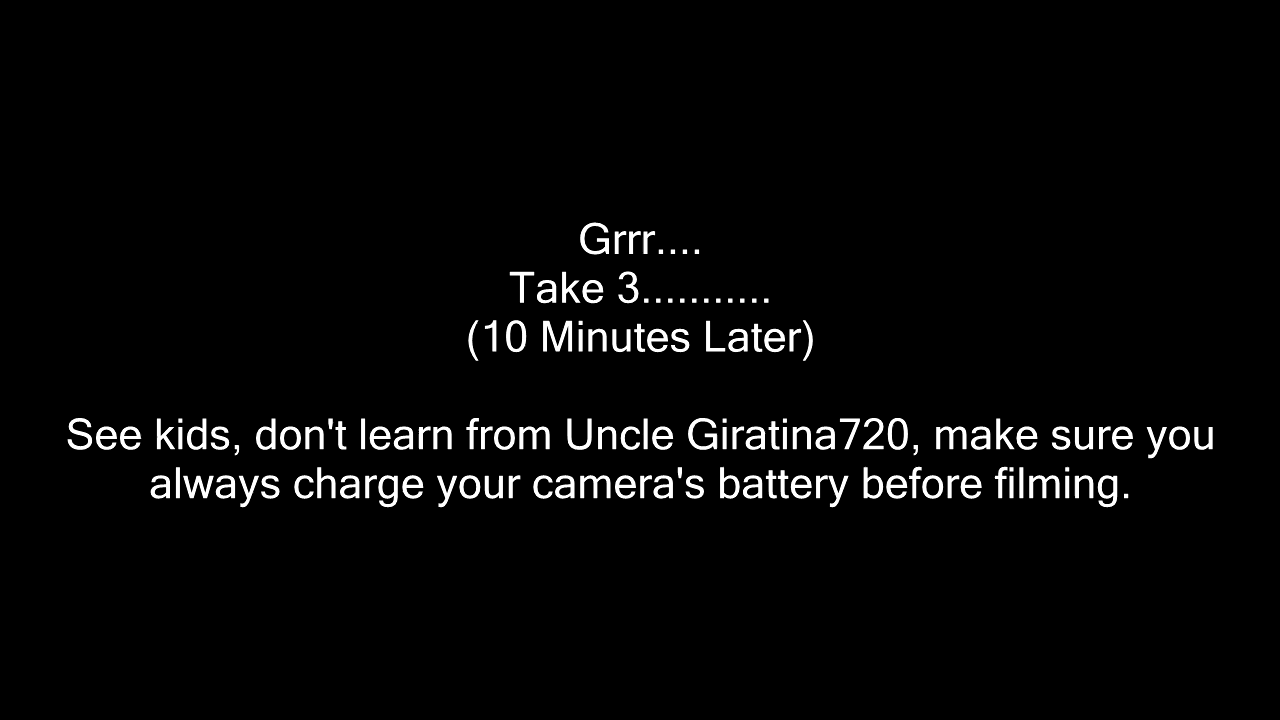 Grrr....
Take 3...........
(10 Minutes Later)
See kids, don't learn from Uncle Giratina720, make sure you
always charge your camera's battery before filming.